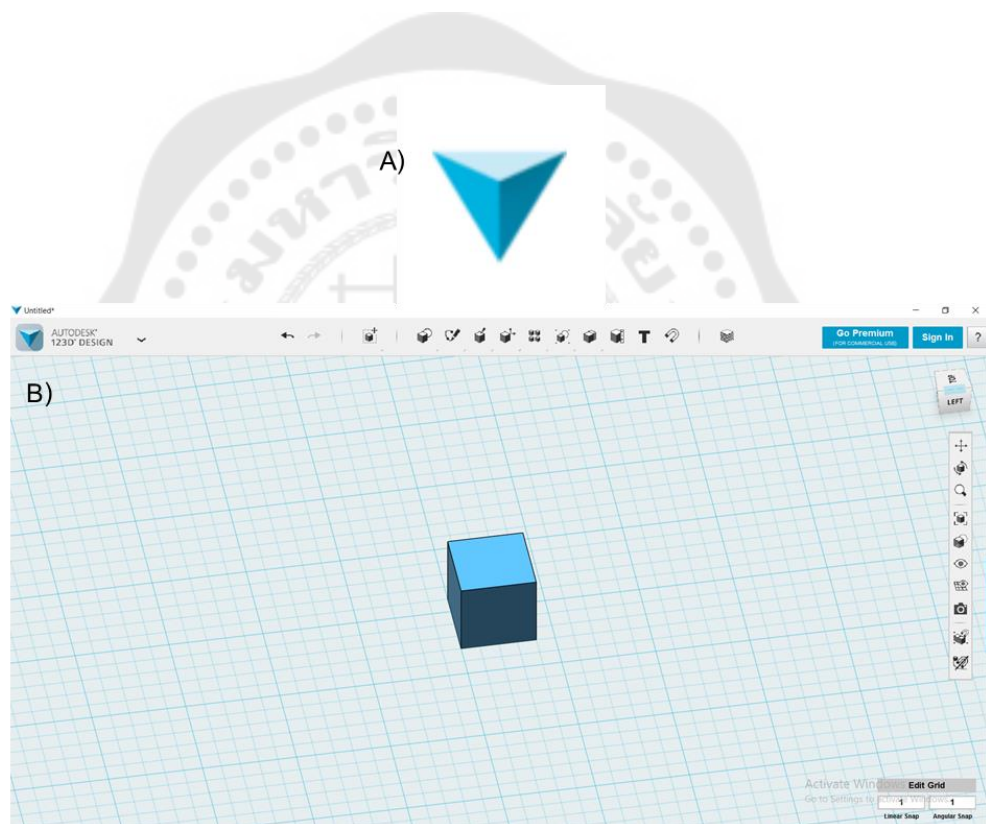 A)
Untitled*
AUTODESK®
123D® DESIGN
Go Premium
(FOR COMMERCIAL USE)
Sign In
?
B)
LEFT
Activate Windows
Edit Grid
Go to Settings to activate Windows.
1
1
Linear Snap
Angular Snap